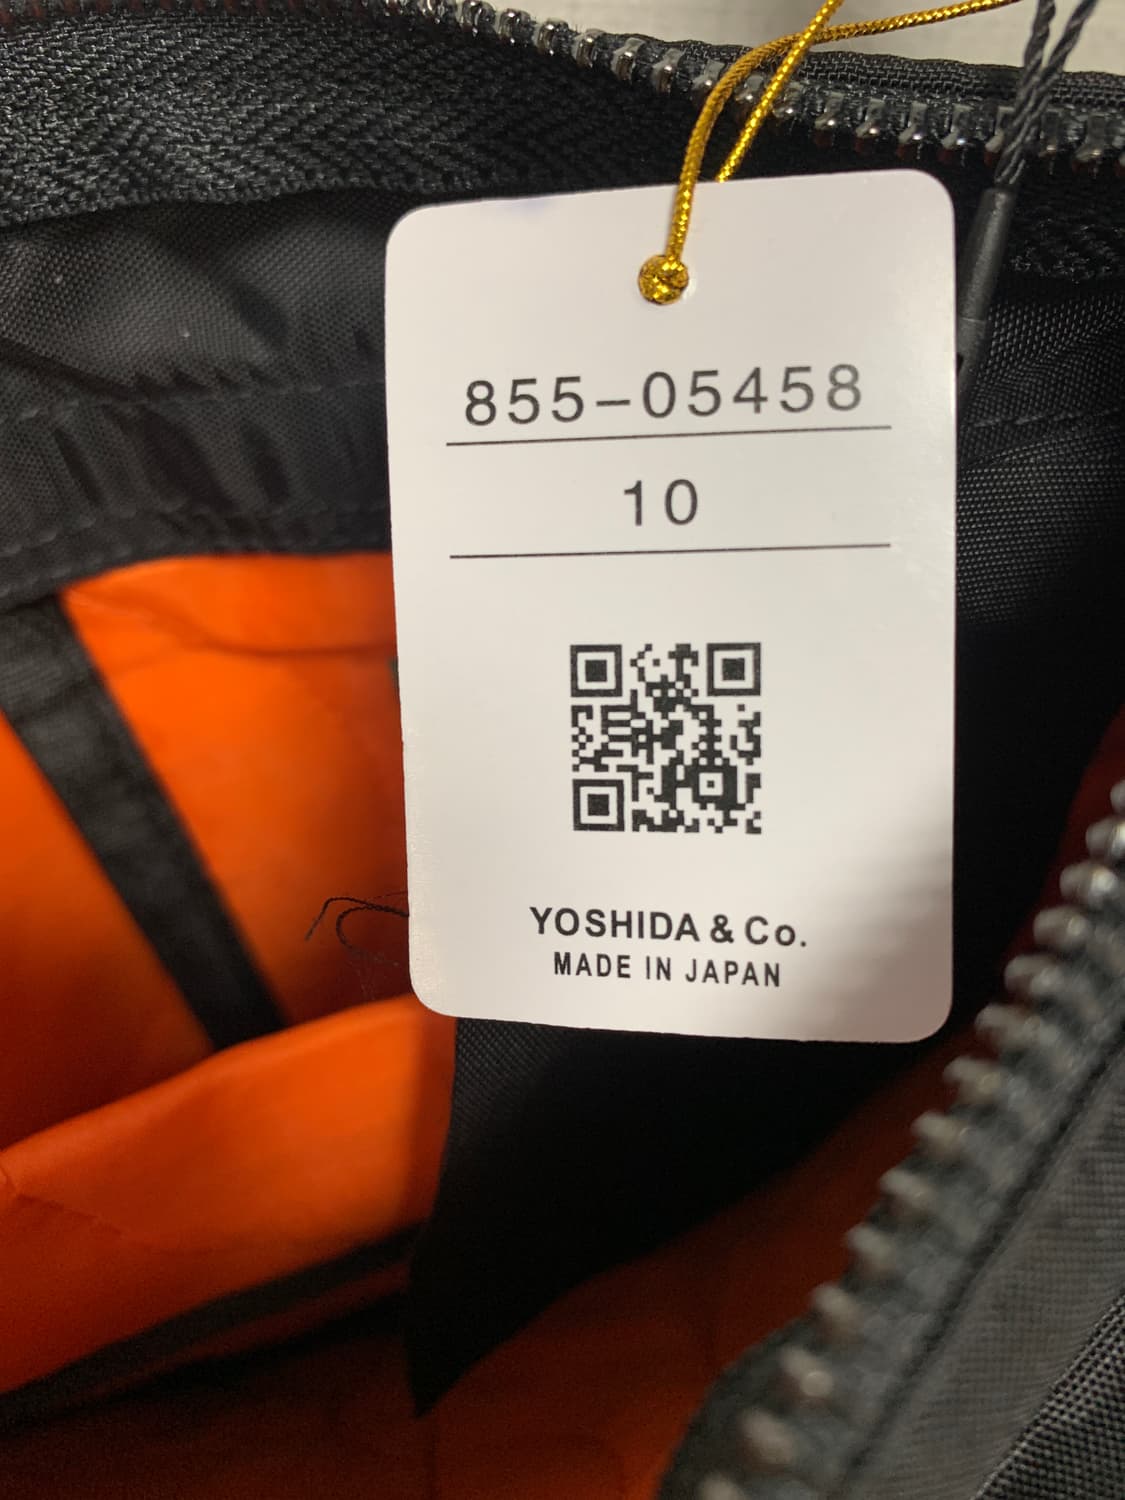 855-05458
10
YOSHIDA & Co.
MADE IN JAPAN